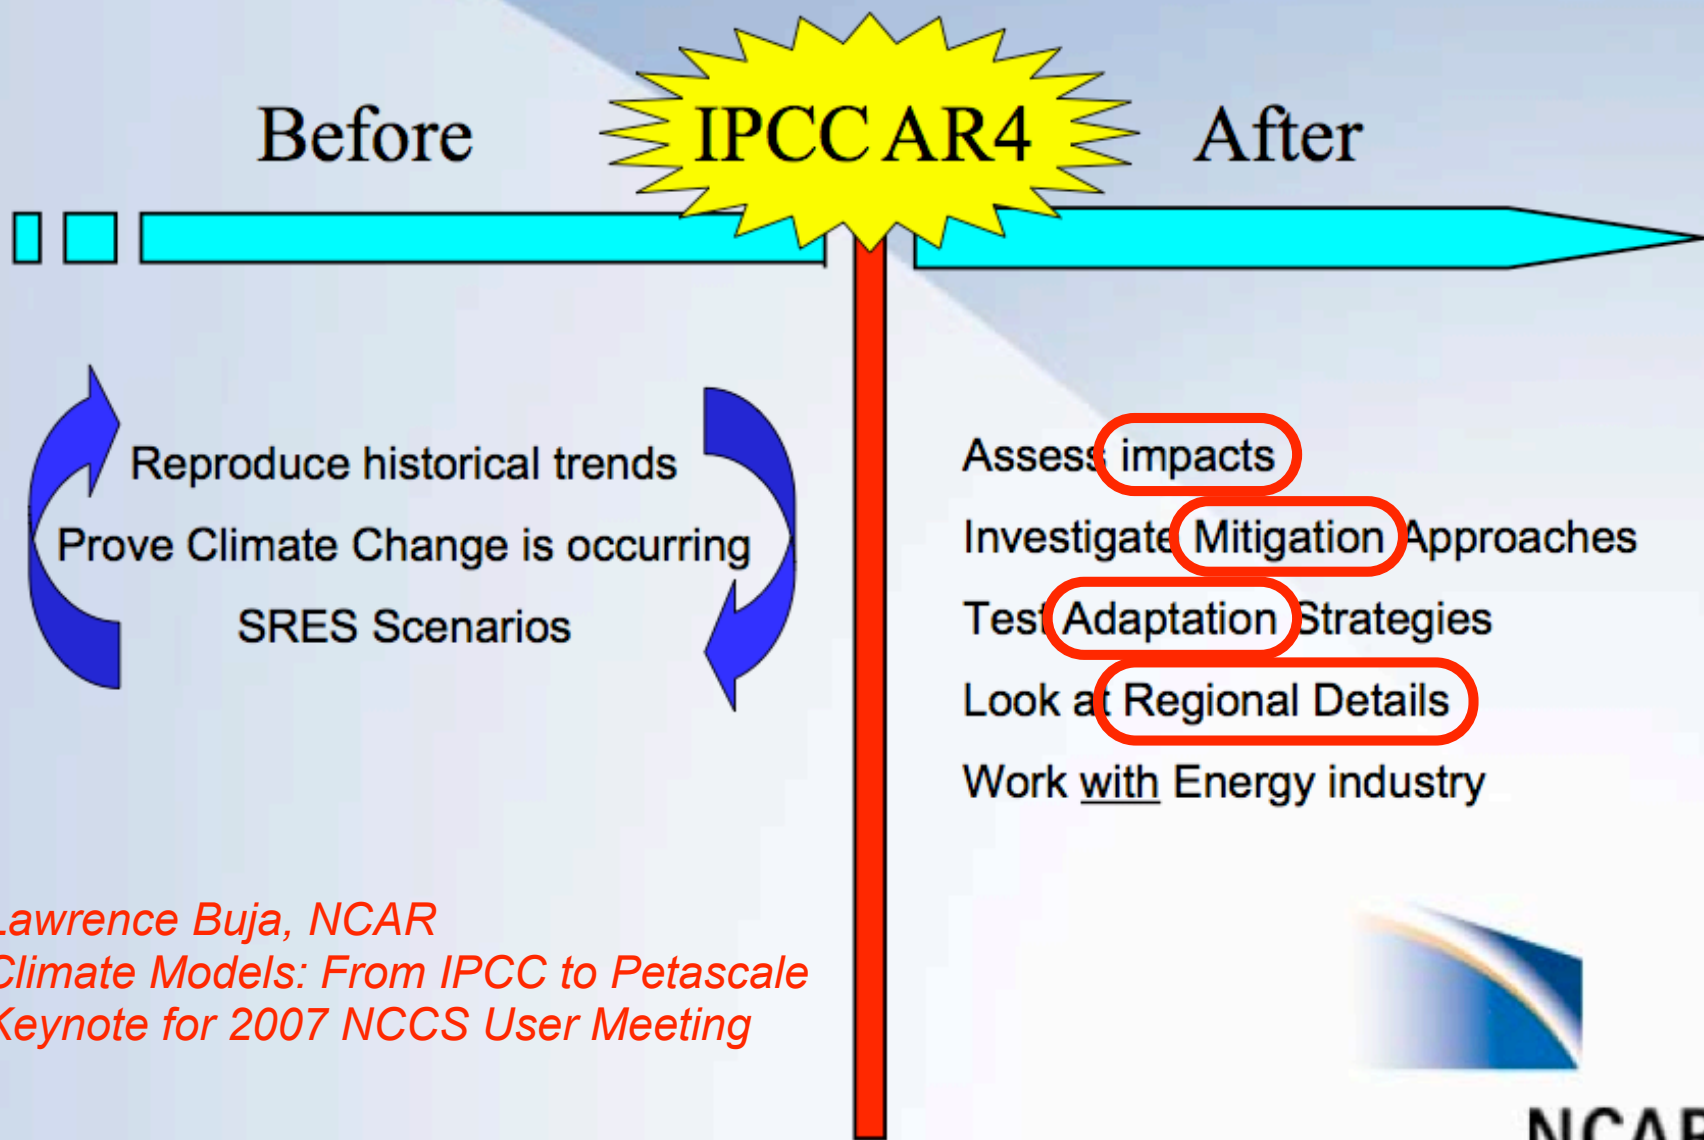 Before
IPCC AR4
After
Reproduce historical trends
Prove Climate Change is occurring
SRES Scenarios
Assess impacts
Investigate Mitigation Approaches
Test Adaptation Strategies
Look at Regional Details
Work with Energy industry
Lawrence Buja, NCAR
Climate Models: From IPCC to Petascale
Keynote for 2007 NCCS User Meeting
NCAR